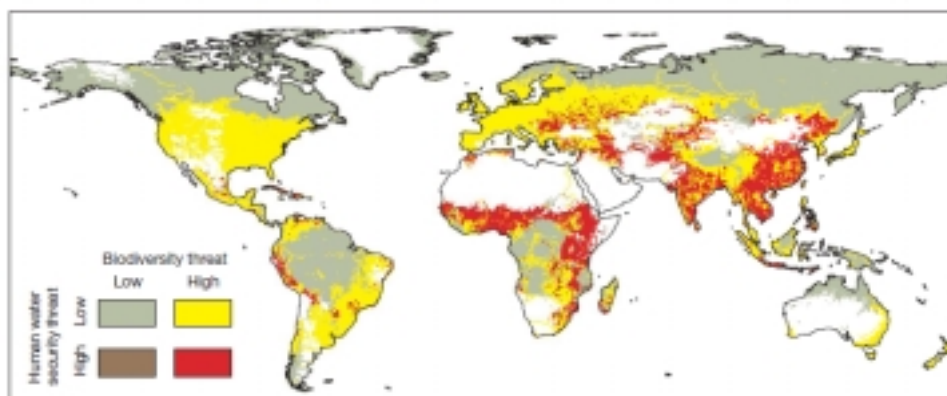 Biodiversity threat
Low High
Human water
security threat
Low
High